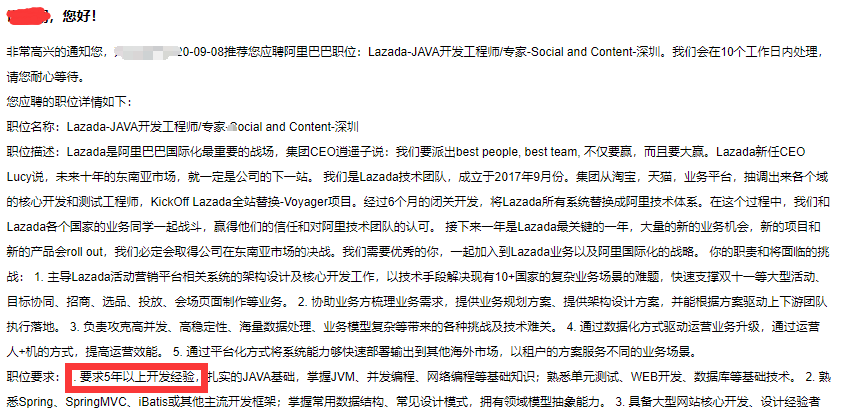 ，您好！
非常高兴的通知您，20-09-08推荐您应聘阿里巴巴职位：Lazada-JAVA开发工程师/专家-Social and Content-深圳。我们会在10个工作日内处理，
请您耐心等待。
您应聘的职位详情如下：
职位名称：Lazada-JAVA开发工程师/专家-Social and Content-深圳
职位描述：Lazada是阿里巴巴国际化最重要的战场，集团CEO逍遥子说：我们要派出best people, best team, 不仅要赢，而且要大赢。Lazada新任CEO
Lucy说，未来十年的东南亚市场，就一定是公司的下一站。 我们是Lazada技术团队，成立于2017年9月份。集团从淘宝，天猫，业务平台，抽调出来各个域
的核心开发和测试工程师，KickOff Lazada全站替换-Voyager项目。经过6个月的闭关开发，将Lazada所有系统替换成阿里技术体系。在这个过程中，我们和
Lazada各个国家的业务同学一起战斗，赢得他们的信任和对阿里技术团队的认可。 接下来一年是Lazada最关键的一年，大量的新的业务机会，新的项目和
新的产品会roll out，我们必定会取得公司在东南亚市场的决战。我们需要优秀的你，一起加入到Lazada业务以及阿里国际化的战略。 你的职责和将面临的挑
战： 1. 主导Lazada活动营销平台相关系统的架构设计及核心开发工作，以技术手段解决现有10+国家的复杂业务场景的难题，快速支撑双十一等大型活动、
目标协同、招商、选品、投放、会场页面制作等业务。 2. 协助业务方梳理业务需求，提供业务规划方案、提供架构设计方案，并能根据方案驱动上下游团队
执行落地。 3. 负责攻克高并发、高稳定性、海量数据处理、业务模型复杂等带来的各种挑战及技术难关。 4. 通过数据化方式驱动运营业务升级，通过运营
人+机的方式，提高运营效能。 5. 通过平台化方式将系统能力够快速部署输出到其他海外市场，以租户的方案服务不同的业务场景。
职位要求： 1. 要求5年以上开发经验，扎实的JAVA基础，掌握JVM、并发编程、网络编程等基础知识；熟悉单元测试、WEB开发、数据库等基础技术。 2. 熟
悉Spring、SpringMVC、iBatis或其他主流开发框架；掌握常用数据结构、常见设计模式，拥有领域模型抽象能力。 3. 具备大型网站核心开发、设计经验者